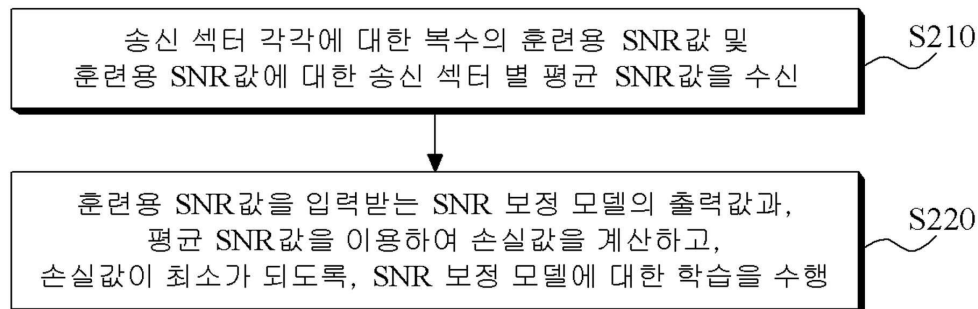 송신 섹터 각각에 대한 복수의 훈련용 SNR값 및
훈련용 SNR값에 대한 송신 섹터 별 평균 SNR값을 수신
S210
훈련용 SNR값을 입력받는 SNR 보정 모델의 출력값과,
평균 SNR값을 이용하여 손실값을 계산하고,
손실값이 최소가 되도록, SNR 보정 모델에 대한 학습을 수행
S220